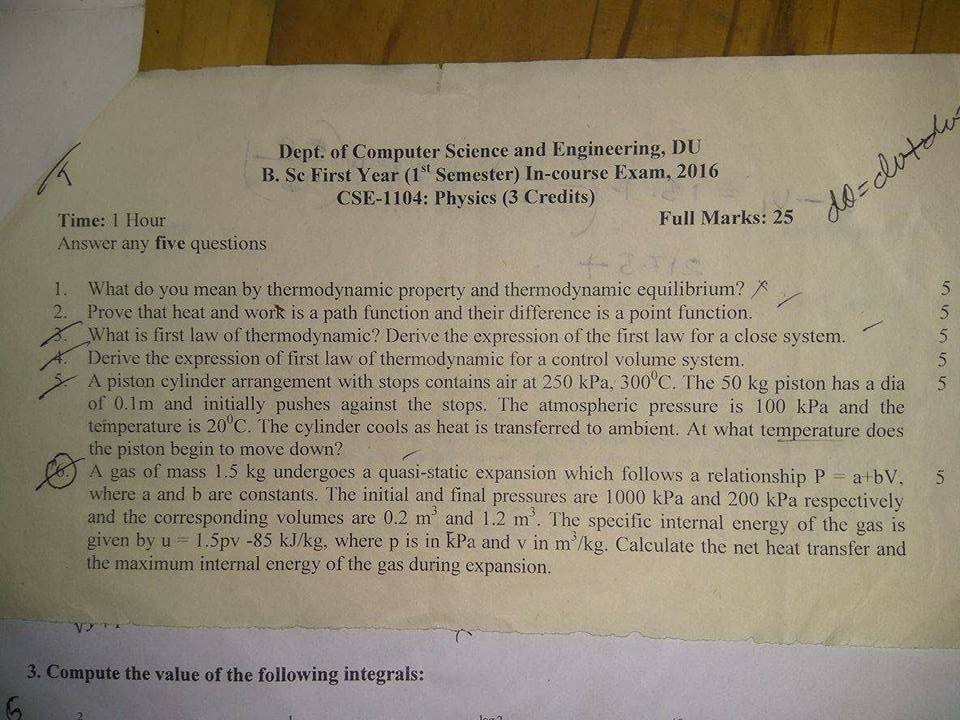 Dept. of Computer Science and Engineering, DU
B. Sc First Year (1st Semester) In-course Exam, 2016
CSE-1104: Physics (3 Credits)
Time: 1 Hour Full Marks: 25
Answer any five questions
1. What do you mean by thermodynamic property and thermodynamic equilibrium? 5
2. Prove that heat and work is a path function and their difference is a point function. 5
3. What is first law of thermodynamic? Derive the expression of the first law for a close system. 5
4. Derive the expression of first law of thermodynamic for a control volume system. 5
5. A piston cylinder arrangement with stops contains air at 250 kPa, 300⁰C. The 50 kg piston has a dia 5
of 0.1m and initially pushes against the stops. The atmospheric pressure is 100 kPa and the
temperature is 20⁰C. The cylinder cools as heat is transferred to ambient. At what temperature does
the piston begin to move down?
6. A gas of mass 1.5 kg undergoes a quasi-static expansion which follows a relationship P = a+bV, 5
where a and b are constants. The initial and final pressures are 1000 kPa and 200 kPa respectively
and the corresponding volumes are 0.2 m³ and 1.2 m³. The specific internal energy of the gas is
given by u = 1.5pv -85 kJ/kg, where p is in kPa and v in m³/kg. Calculate the net heat transfer and
the maximum internal energy of the gas during expansion.
3. Compute the value of the following integrals: